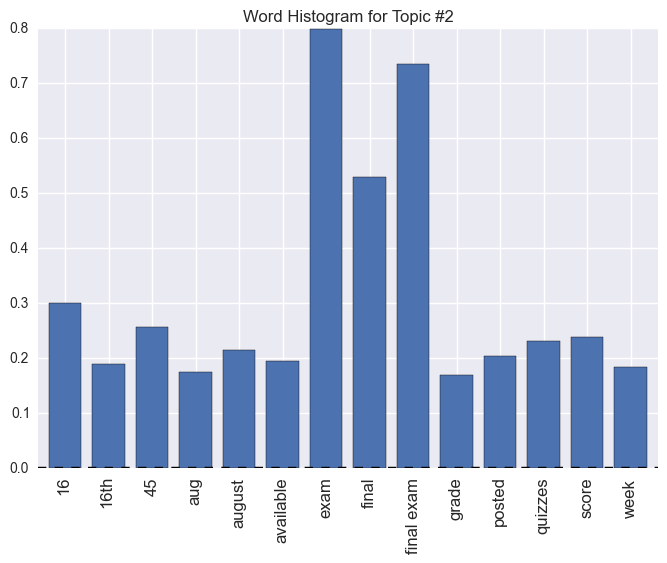 Word Histogram for Topic #2
0.8
0.7
0.6
0.5
0.4
0.3
0.2
0.1
0.0
16
16th
45
aug
august
available
exam
final
final exam
grade
posted
quizzes
score
week